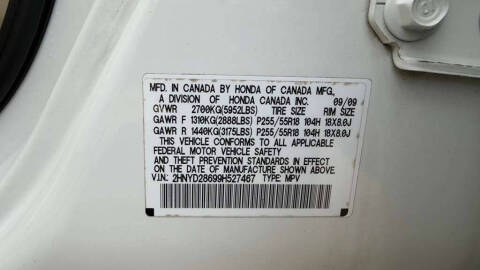 MFD. IN CANADA BY HONDA OF CANADA MFG.,
A DIVISION OF HONDA CANADA INC. 09/09
GVWR 2700KG(5952LBS) TIRE SIZE RIM SIZE
GAWR F 1310KG(2888LBS) P255/55R18 104H 18X8.0J
GAWR R 1440KG(3175LBS) P255/55R18 104H 18X8.0J
THIS VEHICLE CONFORMS TO ALL APPLICABLE
FEDERAL MOTOR VEHICLE SAFETY
AND THEFT PREVENTION STANDARDS IN EFFECT
ON THE DATE OF MANUFACTURE SHOWN ABOVE.
V.I.N: 2HNYD28699H527467 TYPE: MPV